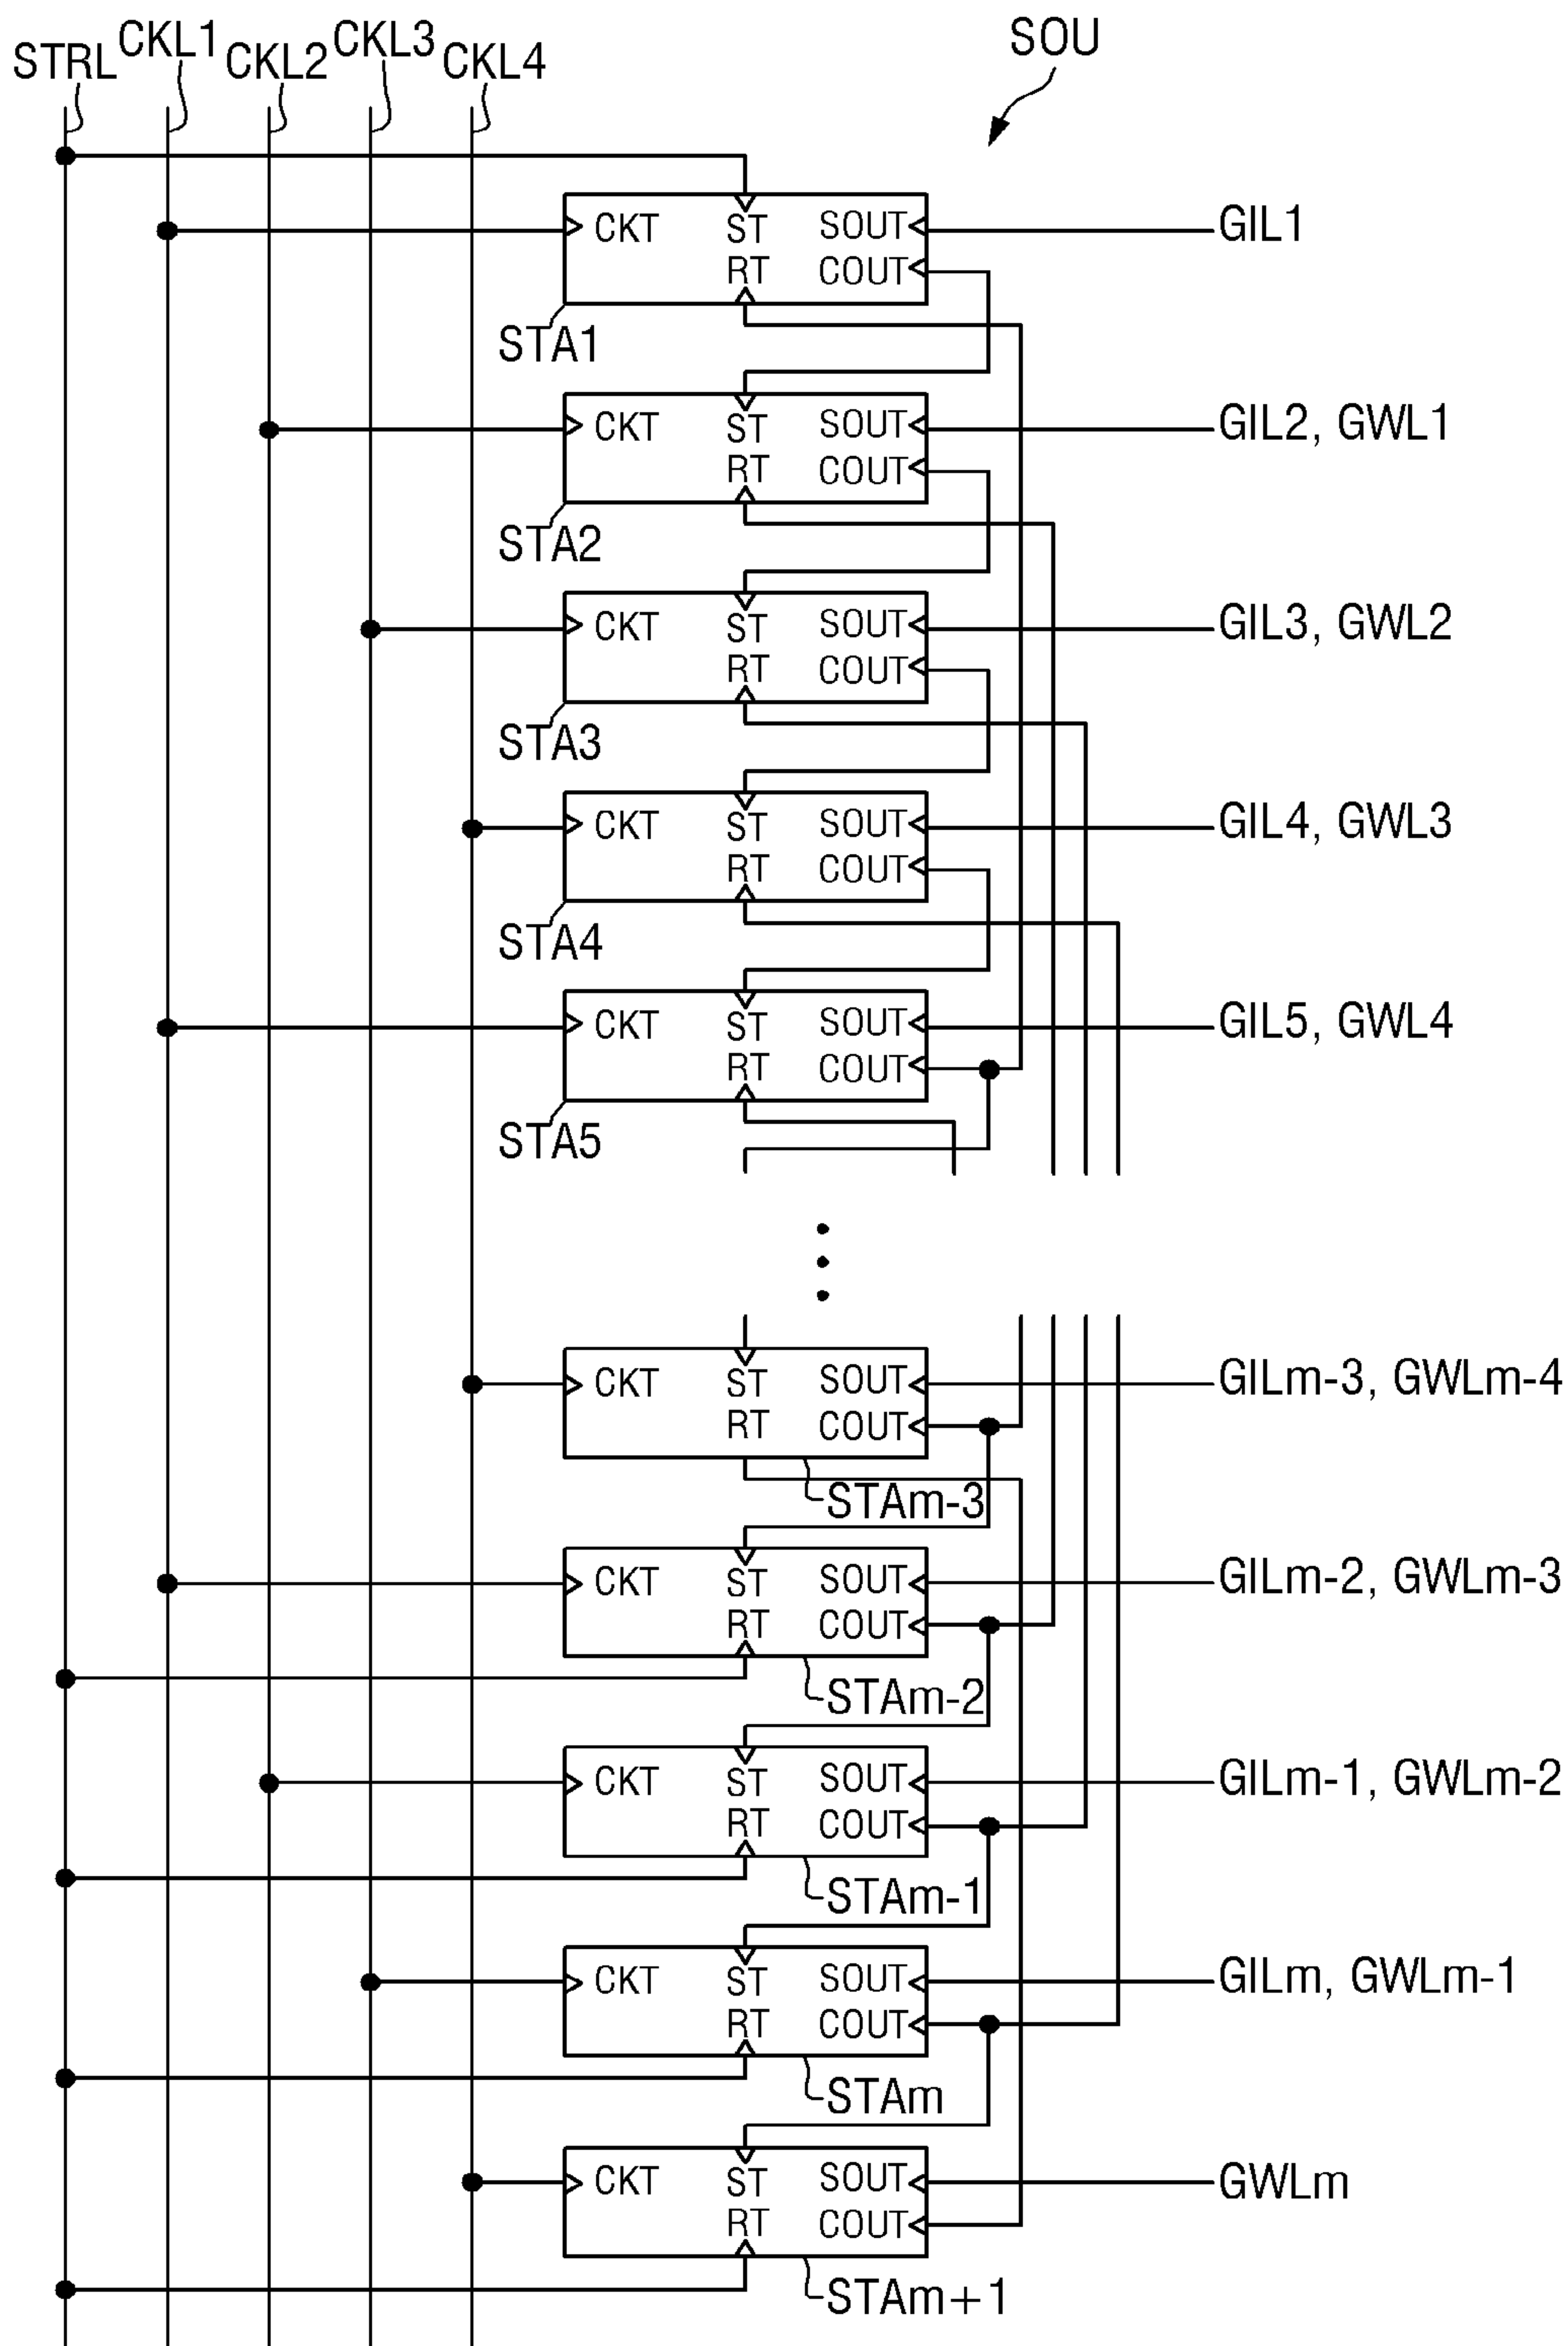 STRL CKL1 CKL2 CKL3 CKL4
SOU
CKT ST SOUT GIL1
RT COUT
STA1
CKT ST SOUT GIL2, GWL1
RT COUT
STA2
CKT ST SOUT GIL3, GWL2
RT COUT
STA3
CKT ST SOUT GIL4, GWL3
RT COUT
STA4
CKT ST SOUT GIL5, GWL4
RT COUT
STA5
CKT ST SOUT GILm-3, GWLm-4
RT COUT
STAm-3
CKT ST SOUT GILm-2, GWLm-3
RT COUT
STAm-2
CKT ST SOUT GILm-1, GWLm-2
RT COUT
STAm-1
CKT ST SOUT GILm, GWLm-1
RT COUT
STAm
CKT ST SOUT GWLm
RT COUT
STAm+1